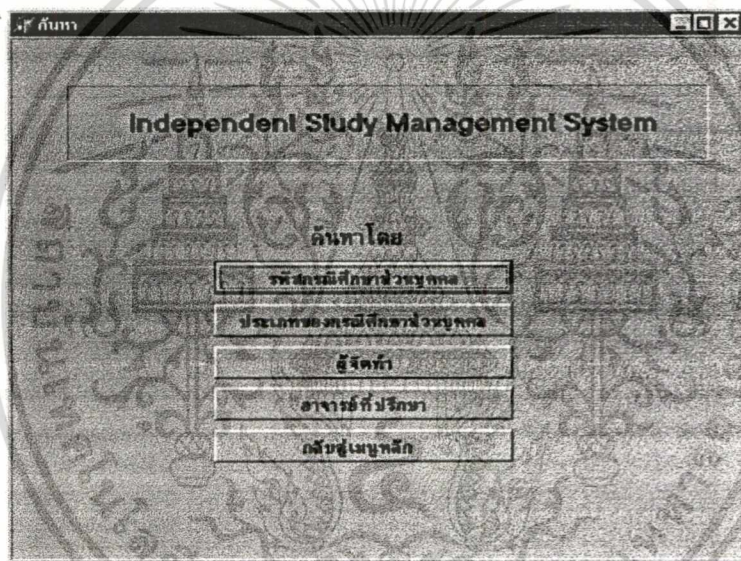 ค้นหา
Independent Study Management System
ค้นหาโดย
รหัสกรณีศึกษาส่วนบุคคล
ประเภทของกรณีศึกษาส่วนบุคคล
ผู้จัดทำ
อาจารย์ที่ปรึกษา
กลับสู่เมนูหลัก